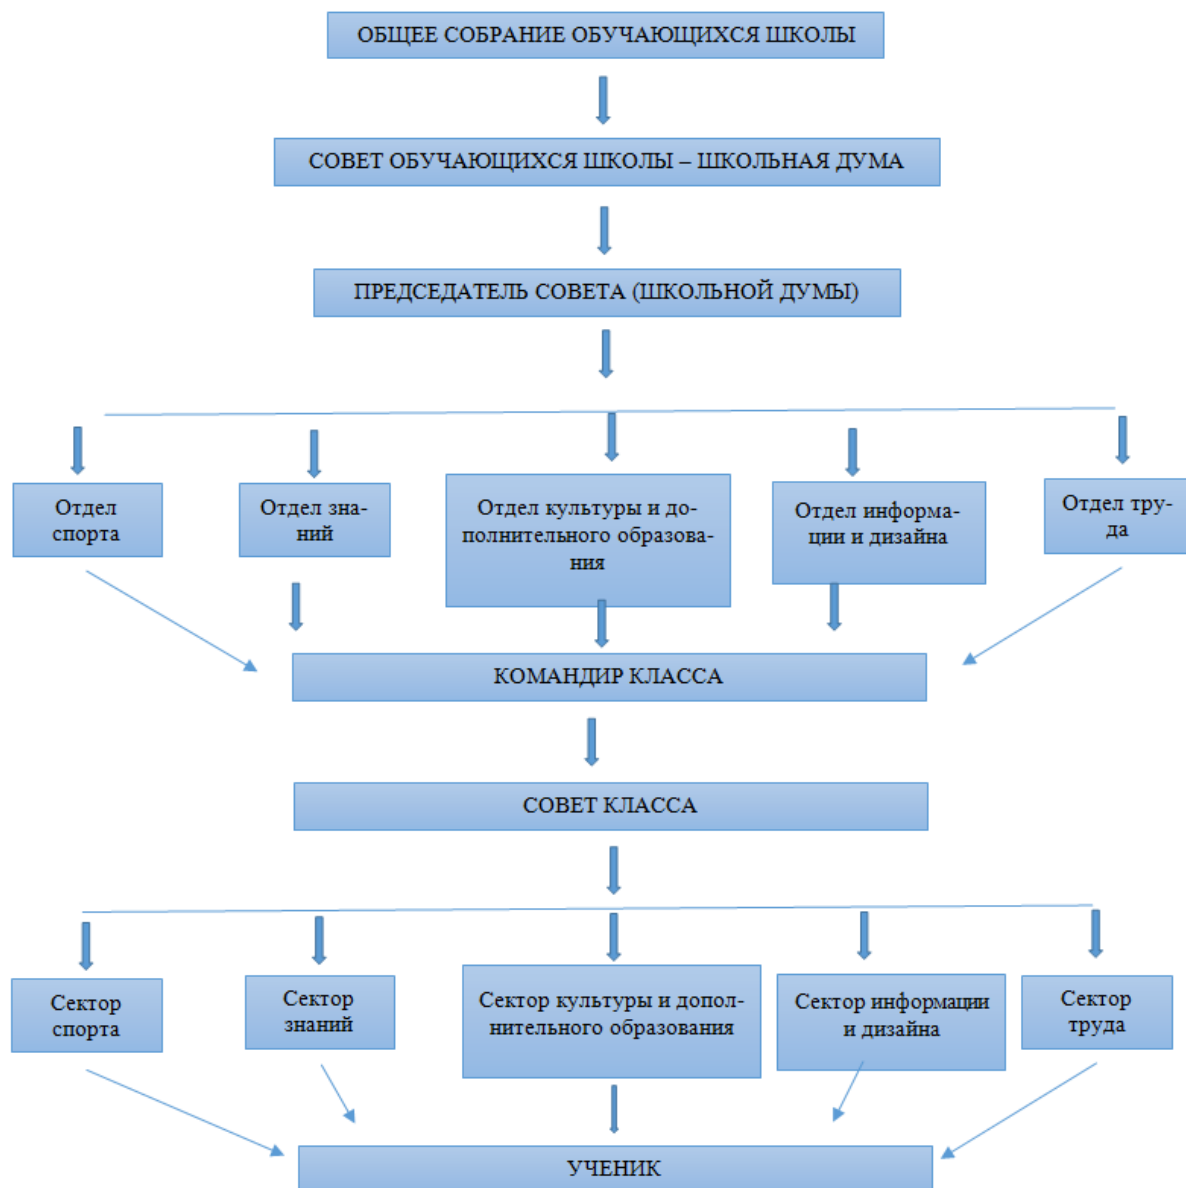 ОБЩЕЕ СОБРАНИЕ ОБУЧАЮЩИХСЯ ШКОЛЫ
СОВЕТ ОБУЧАЮЩИХСЯ ШКОЛЫ – ШКОЛЬНАЯ ДУМА
ПРЕДСЕДАТЕЛЬ СОВЕТА (ШКОЛЬНОЙ ДУМЫ)
Отдел
спорта
Отдел зна-
ний
Отдел культуры и до-
полнительного образова-
ния
Отдел информа-
ции и дизайна
Отдел тру-
да
КОМАНДИР КЛАССА
СОВЕТ КЛАССА
Сектор
спорта
Сектор
знаний
Сектор культуры и допол-
нительного образования
Сектор информации
и дизайна
Сектор
труда
УЧЕНИК